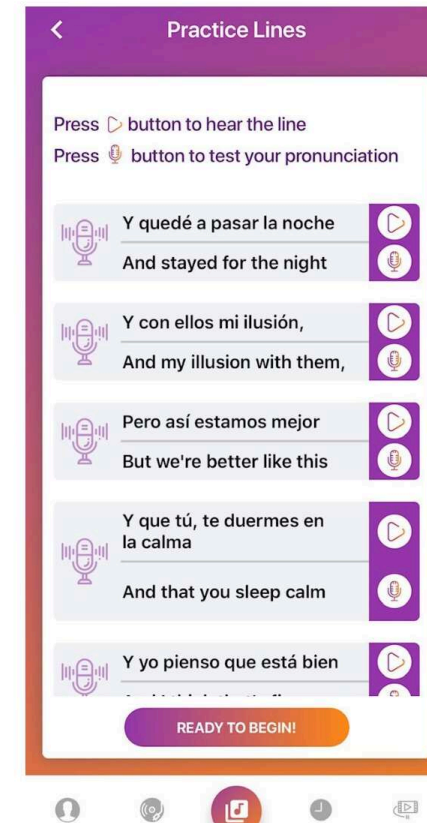 Practice Lines
Press button to hear the line
Press button to test your pronunciation
Y quedé a pasar la noche
And stayed for the night
Y con ellos mi ilusión,
And my illusion with them,
Pero así estamos mejor
But we're better like this
Y que tú, te duermes en
la calma
And that you sleep calm
Y yo pienso que está bien
READY TO BEGIN!